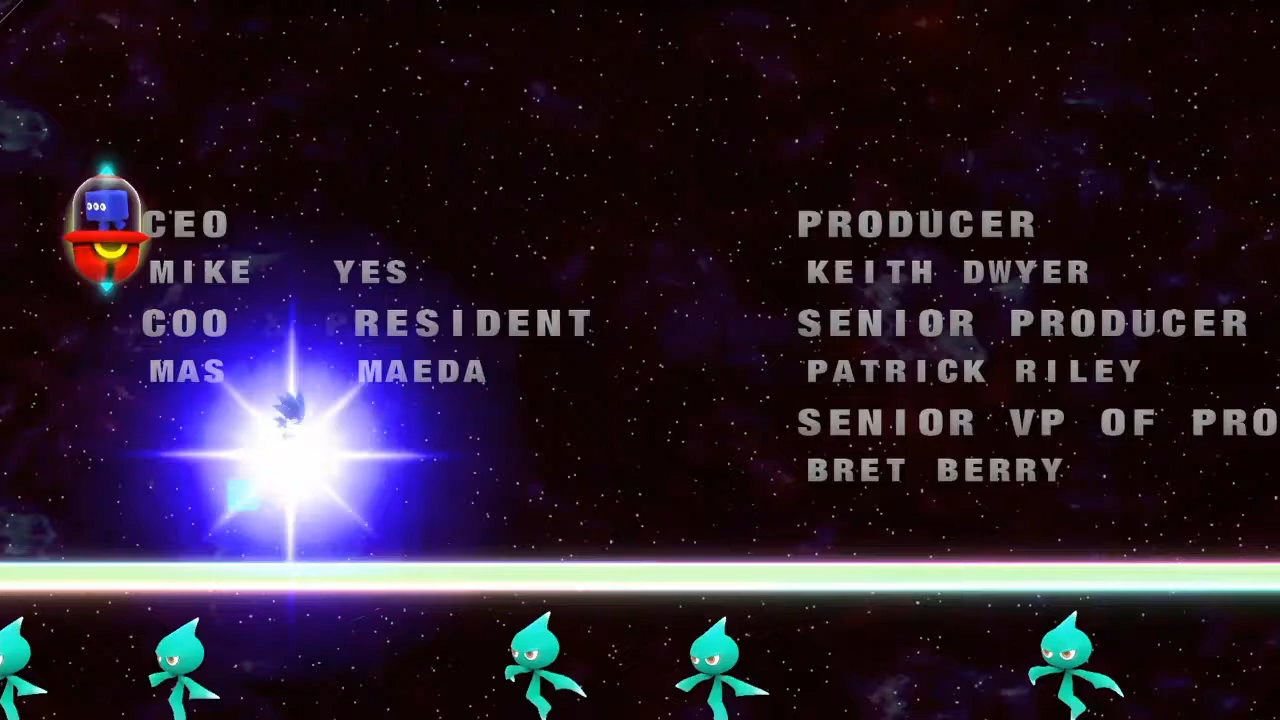 CEO
MIKE YES
COO RESIDENT
MAS MAEDA
PRODUCER
KEITH DWYER
SENIOR PRODUCER
PATRICK RILEY
SENIOR VP OF PRO
BRET BERRY